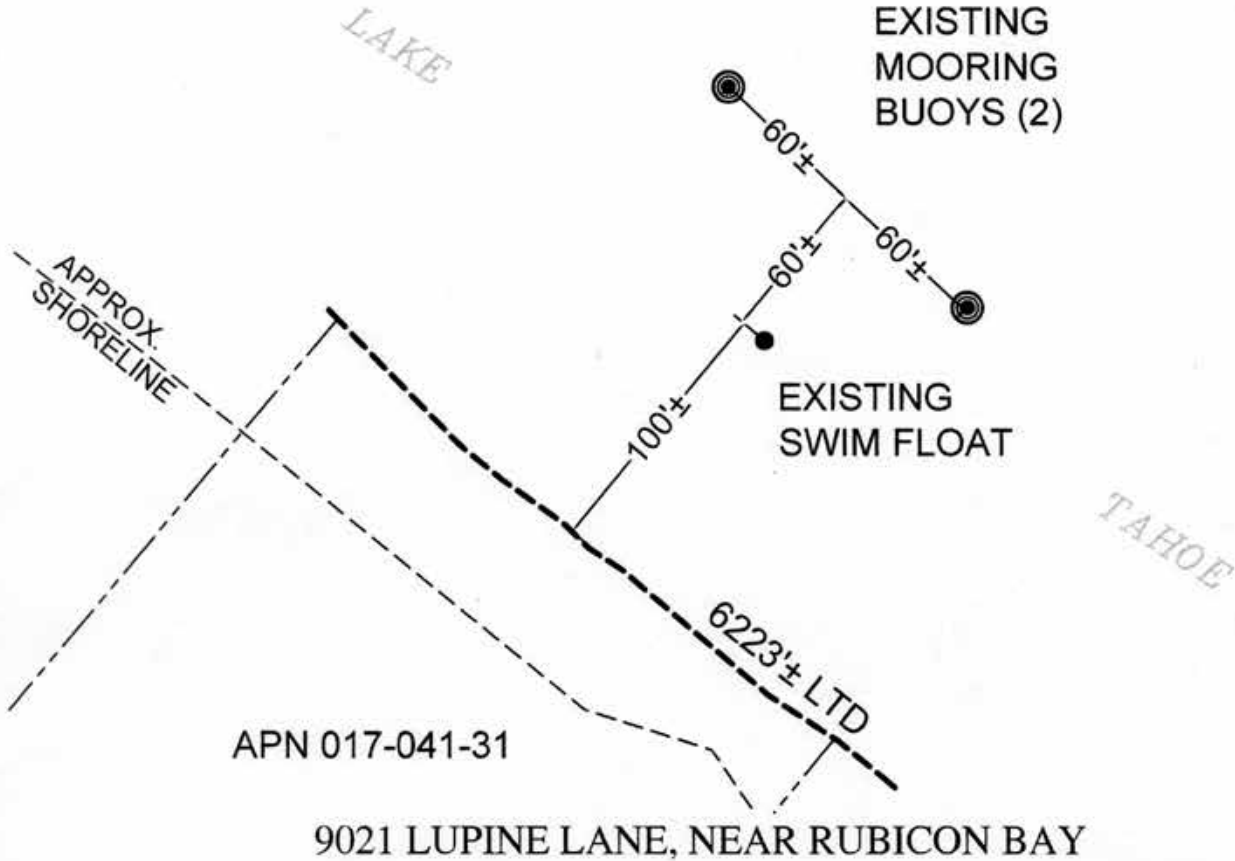 LAKE
EXISTING
MOORING
BUOYS (2)
60'±
60'±
60'±
APPROX.
SHORELINE
100'±
EXISTING
SWIM FLOAT
TAHOE
6223'± LTD
APN 017-041-31
9021 LUPINE LANE, NEAR RUBICON BAY